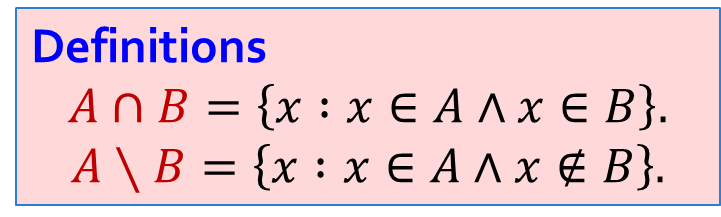 Definitions
A ∩ B = {x : x ∈ A ∧ x ∈ B}.
A \ B = {x : x ∈ A ∧ x ∉ B}.